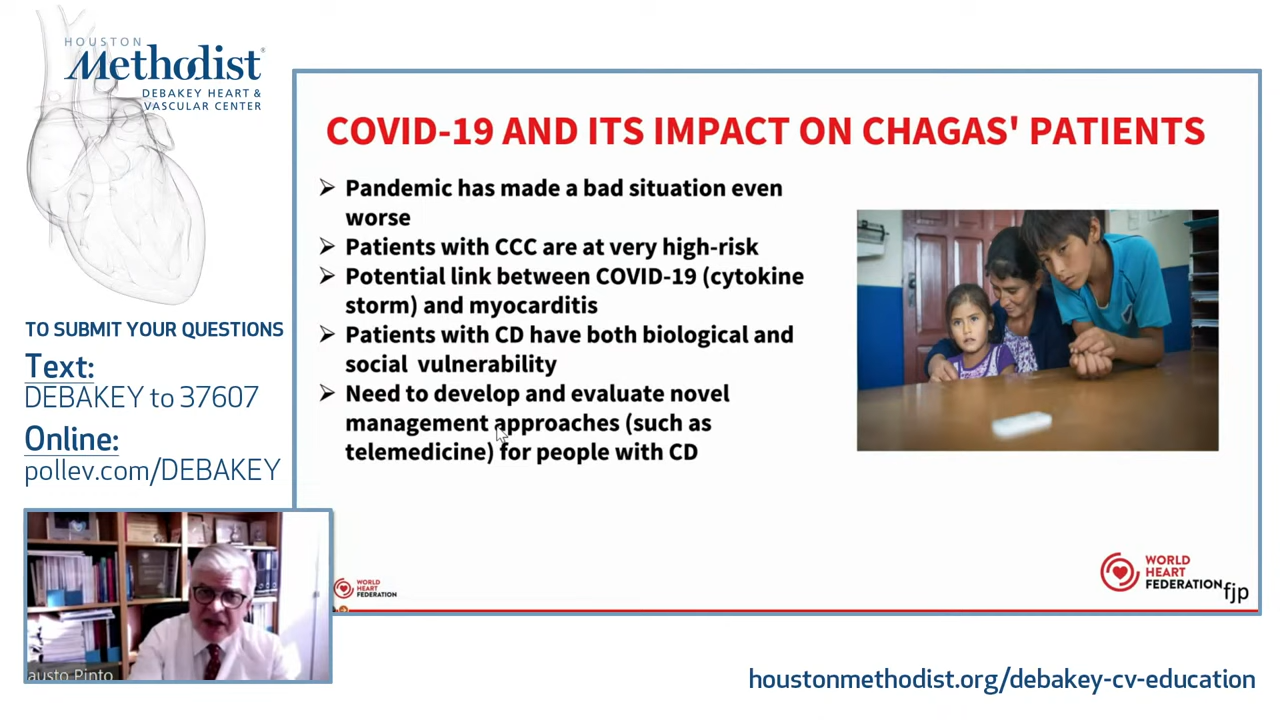 HOUSTON
Methodist
DEBAKEY HEART &
VASCULAR CENTER
TO SUBMIT YOUR QUESTIONS
Text:
DEBAKEY to 37607
Online:
pollev.com/DEBAKEY
COVID-19 AND ITS IMPACT ON CHAGAS' PATIENTS
➢ Pandemic has made a bad situation even
worse
➢ Patients with CCC are at very high-risk
➢ Potential link between COVID-19 (cytokine
storm) and myocarditis
➢ Patients with CD have both biological and
social vulnerability
➢ Need to develop and evaluate novel
management approaches (such as
telemedicine) for people with CD
WORLD
HEART
FEDERATION
WORLD
HEART
FEDERATION
fjp
austo Pinto
houstonmethodist.org/debakey-cv-education